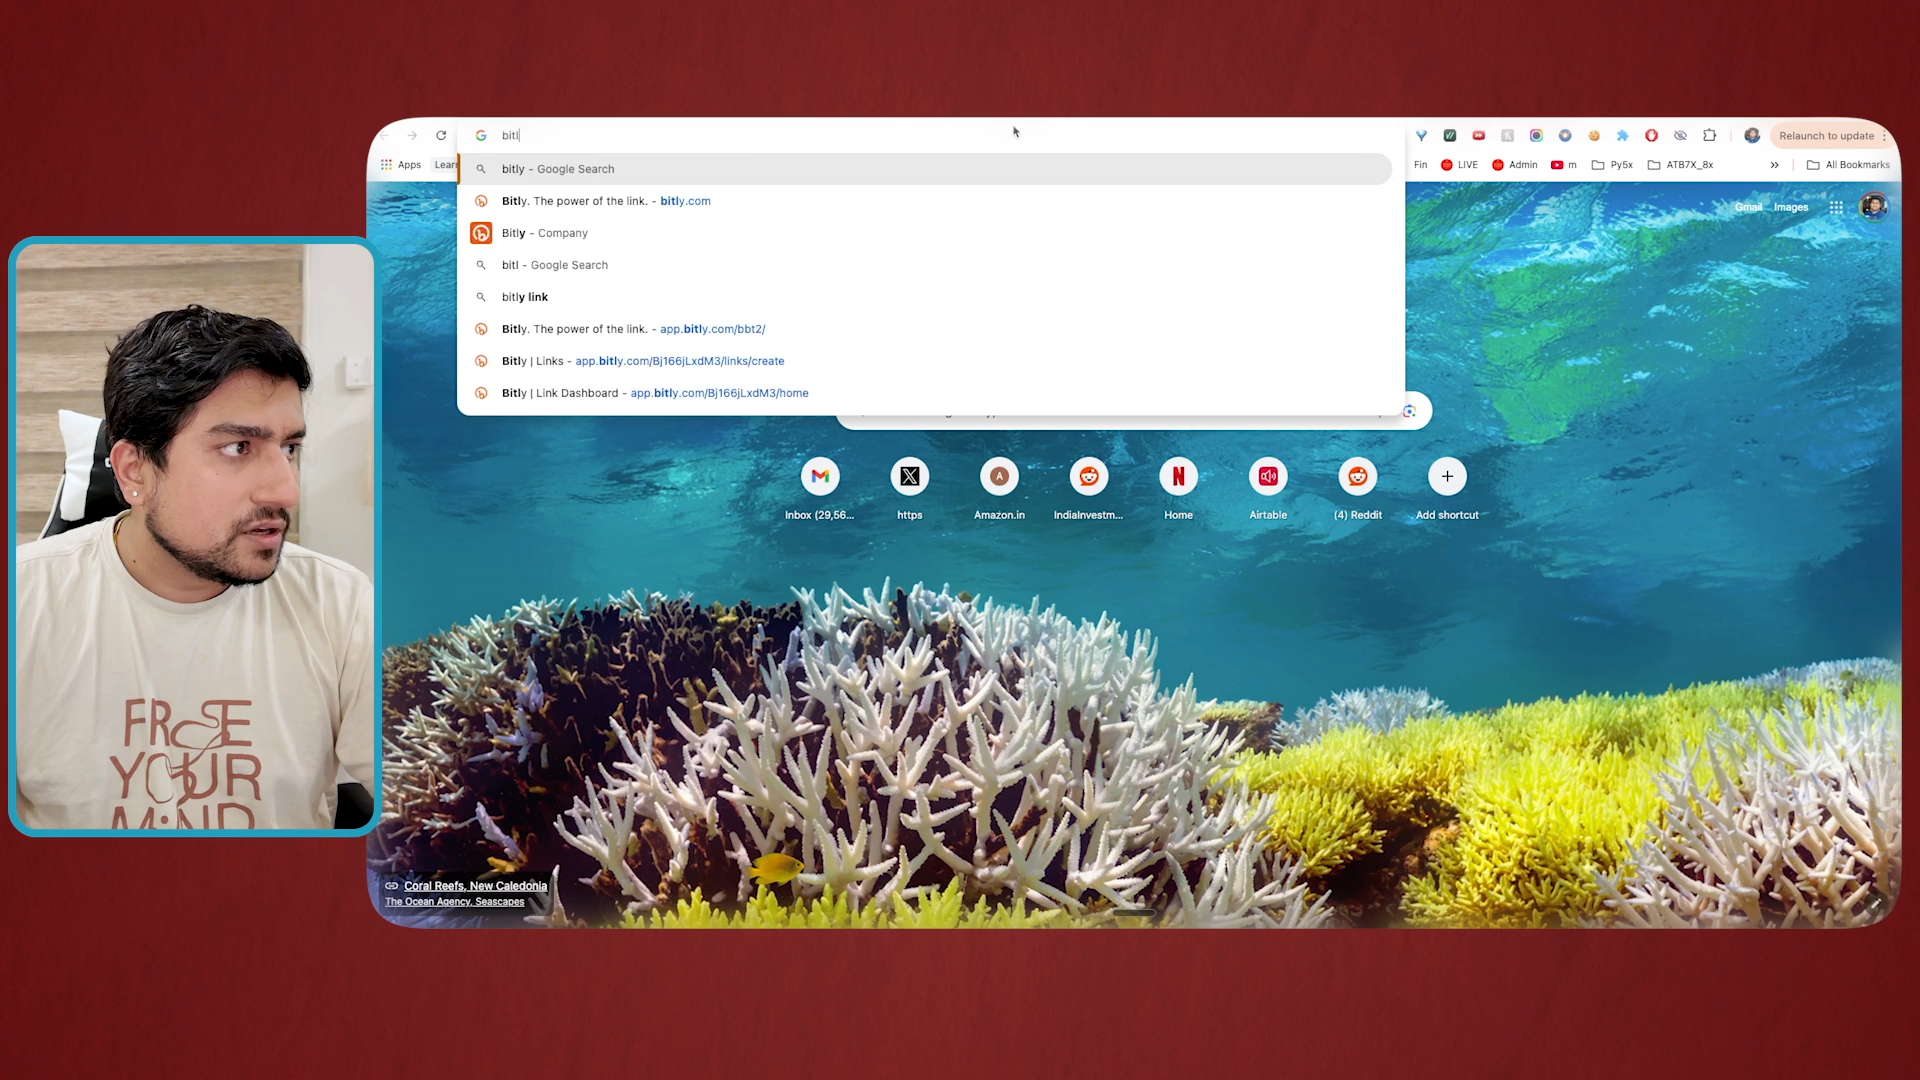 bitl
Relaunch to update
Apps
Lear
Fin
LIVE
Admin
m
Py5x
ATB7X_8x
»
All Bookmarks
bitly - Google Search
Bitly. The power of the link. - bitly.com
Bitly - Company
bitl - Google Search
bitly link
Bitly. The power of the link. - app.bitly.com/bbt2/
Bitly | Links - app.bitly.com/Bj166jLxdM3/links/create
Bitly | Link Dashboard - app.bitly.com/Bj166jLxdM3/home
Gmail
Images
A
Inbox (29,56...
https
Amazon.in
IndiaInvestm...
Home
Airtable
(4) Reddit
Add shortcut
FREE
YOUR
MIND
Coral Reefs, New Caledonia
The Ocean Agency, Seascapes